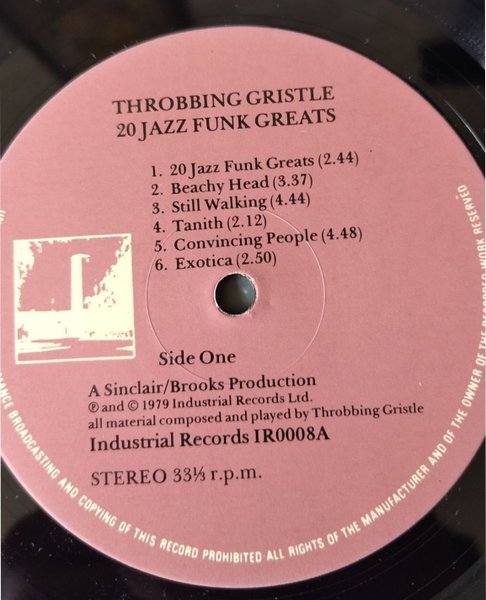 THROBBING GRISTLE
20 JAZZ FUNK GREATS
1. 20 Jazz Funk Greats (2.44)
2. Beachy Head (3.37)
3. Still Walking (4.44)
4. Tanith (2.12)
5. Convincing People (4.48)
6. Exotica (2.50)
Side One
A Sinclair/Brooks Production
℗ and © 1979 Industrial Records Ltd.
all material composed and played by Throbbing Gristle
Industrial Records IR0008A
STEREO 33⅓ r.p.m.
MANCE BROADCASTING AND COPYING OF THIS RECORD PROHIBITED·ALL RIGHTS OF THE MANUFACTURER AND OF THE OWNER OF THE RECORDED WORK RESERVED